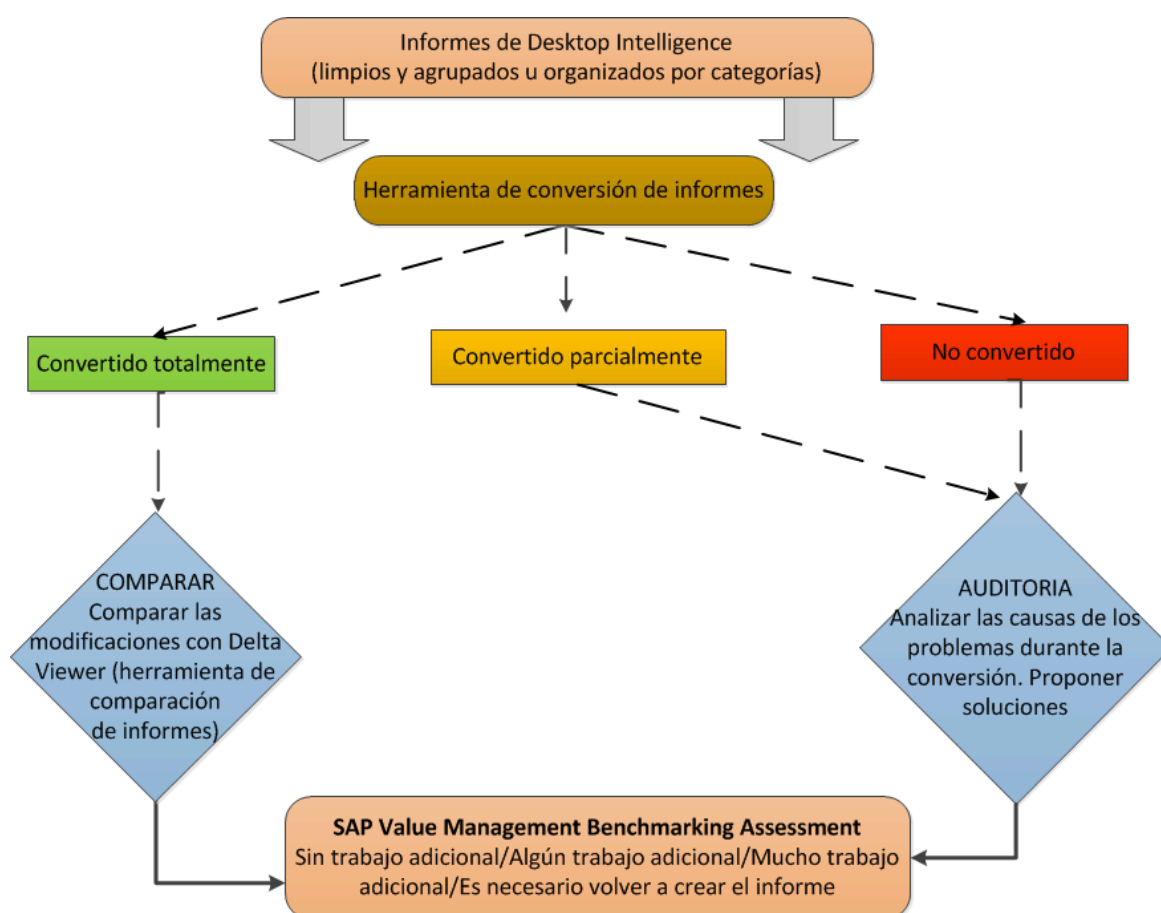 Informes de Desktop Intelligence
(limpios y agrupados u organizados por categorías)
Herramienta de conversión de informes
Convertido totalmente
Convertido parcialmente
No convertido
COMPARAR
Comparar las
modificaciones con Delta
Viewer (herramienta de
comparación
de informes)
AUDITORIA
Analizar las causas de los
problemas durante la
conversión. Proponer
soluciones
SAP Value Management Benchmarking Assessment
Sin trabajo adicional/Algún trabajo adicional/Mucho trabajo
adicional/Es necesario volver a crear el informe